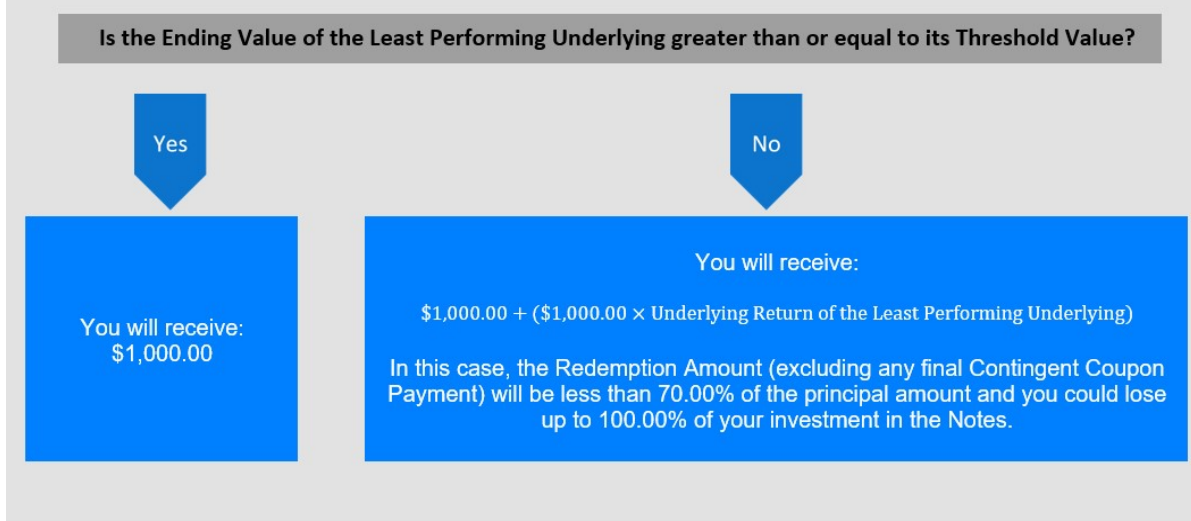 Is the Ending Value of the Least Performing Underlying greater than or equal to its Threshold Value?
Yes
No
You will receive:
$1,000.00
You will receive:
$1,000.00 + ($1,000.00 × Underlying Return of the Least Performing Underlying)
In this case, the Redemption Amount (excluding any final Contingent Coupon
Payment) will be less than 70.00% of the principal amount and you could lose
up to 100.00% of your investment in the Notes.